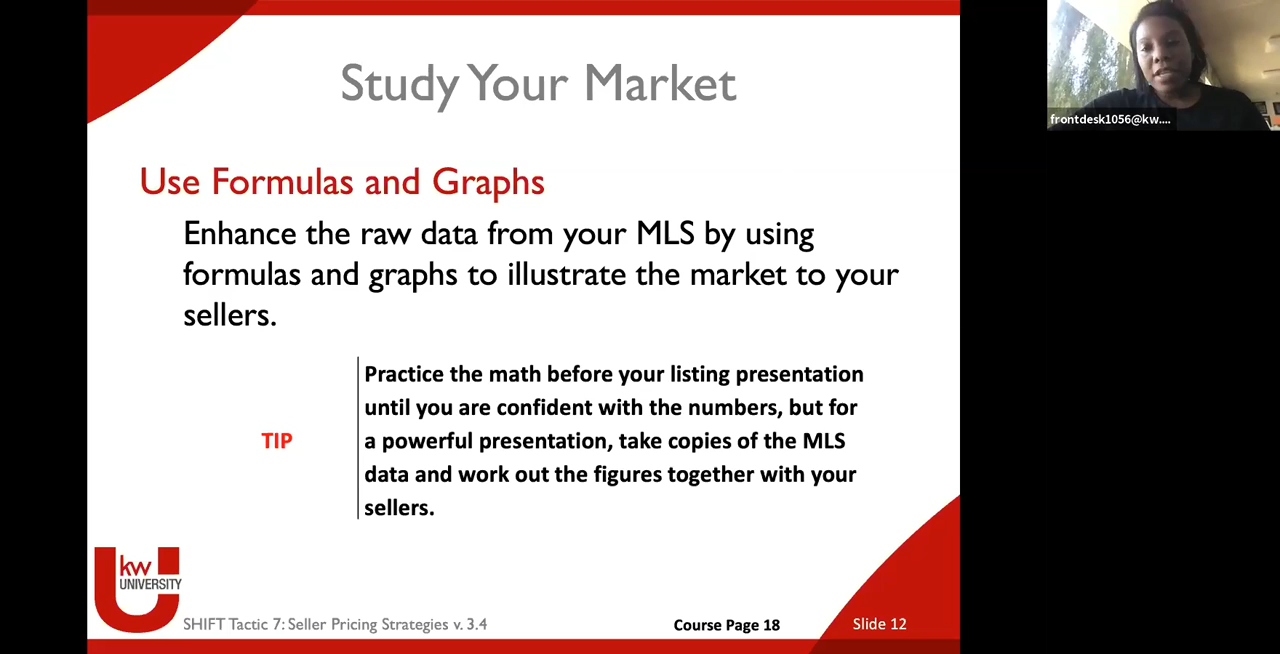 Study Your Market
frontdesk1056@kw....
Use Formulas and Graphs
Enhance the raw data from your MLS by using
formulas and graphs to illustrate the market to your
sellers.
TIP
Practice the math before your listing presentation
until you are confident with the numbers, but for
a powerful presentation, take copies of the MLS
data and work out the figures together with your
sellers.
kw
UNIVERSITY
SHIFT Tactic 7: Seller Pricing Strategies v. 3.4
Course Page 18
Slide 12